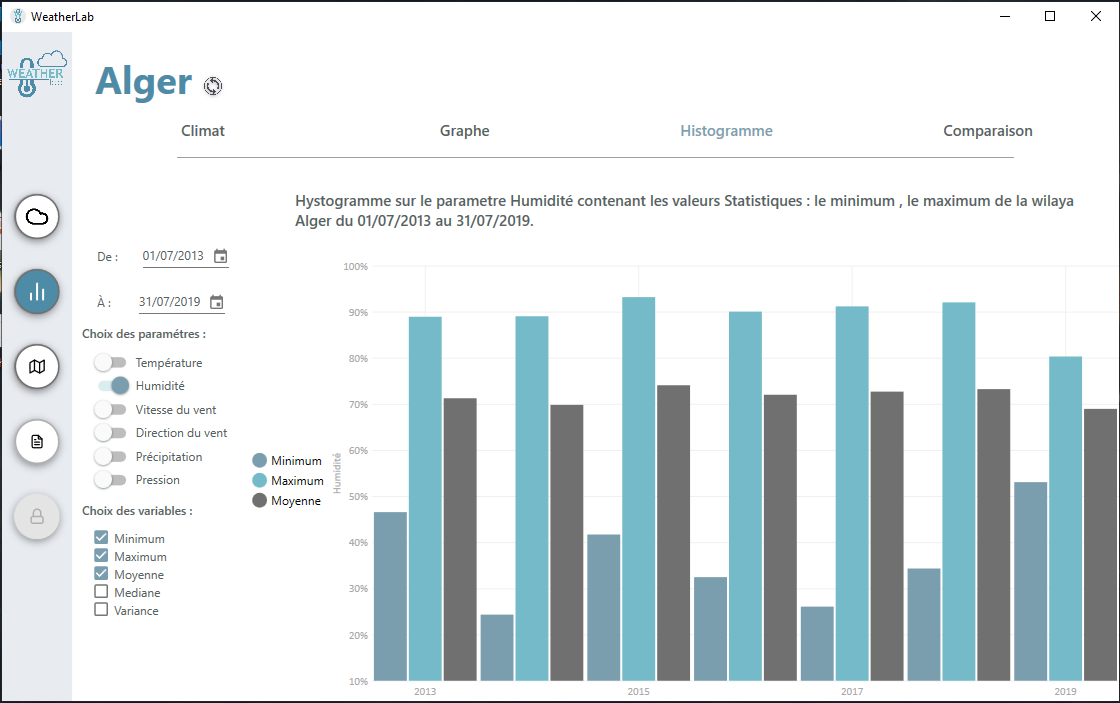 WeatherLab
WEATHER
Alger
Climat
Graphe
Histogramme
Comparaison
Hystogramme sur le parametre Humidité contenant les valeurs Statistiques : le minimum , le maximum de la wilaya
Alger du 01/07/2013 au 31/07/2019.
De :
01/07/2013
À :
31/07/2019
Choix des paramétres :
Température
Humidité
Vitesse du vent
Direction du vent
Précipitation
Pression
Choix des variables :
Minimum
Maximum
Moyenne
Mediane
Variance
Minimum
Maximum
Moyenne
Humidité
100%
90%
80%
70%
60%
50%
40%
30%
20%
10%
2013
2015
2017
2019